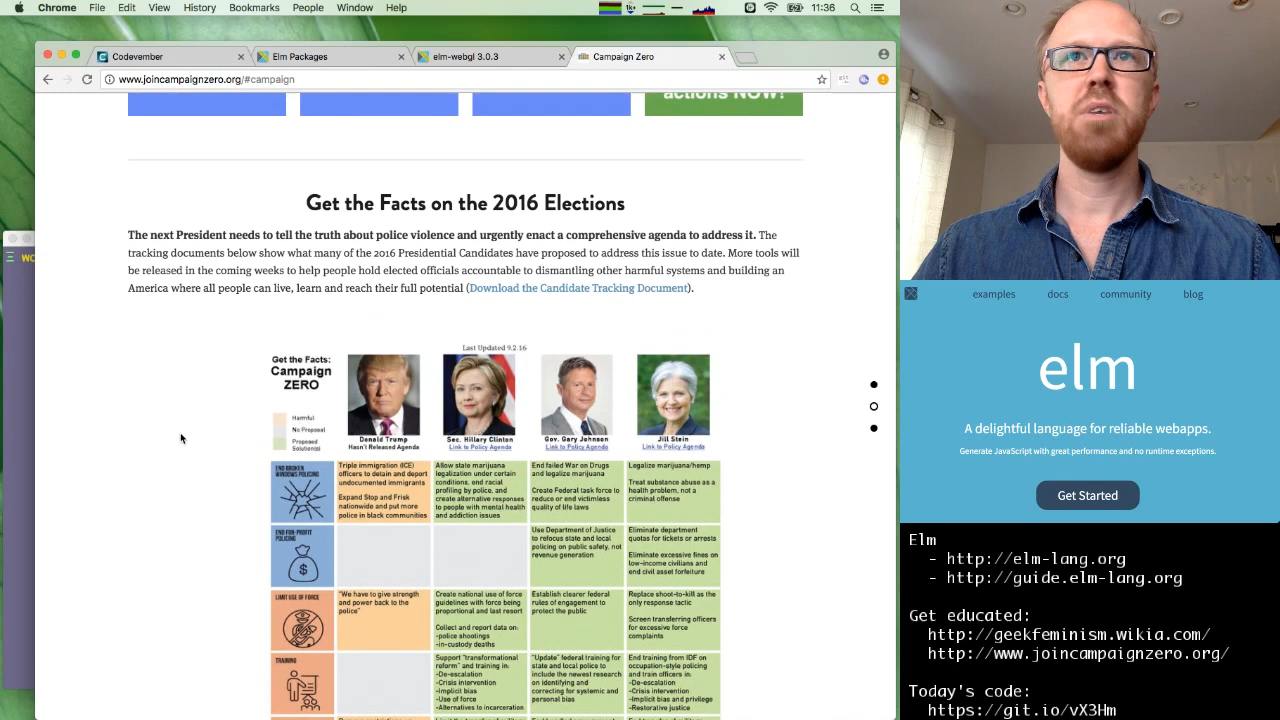 Chrome File Edit View History Bookmarks People Window Help
11:36
Codevember
Elm Packages
elm-webgl 3.0.3
Campaign Zero
www.joincampaignzero.org/#campaign
actions NOW!
Get the Facts on the 2016 Elections
The next President needs to tell the truth about police violence and urgently enact a comprehensive agenda to address it. The
tracking documents below show what many of the 2016 Presidential Candidates have proposed to address this issue to date. More tools will
be released in the coming weeks to help people hold elected officials accountable to dismantling other harmful systems and building an
America where all people can live, learn and reach their full potential (Download the Candidate Tracking Document).
Last Updated 9.2.16
Get the Facts:
Campaign
ZERO
Harmful
No Proposal
Proposed
Solution(s)
Donald Trump
Hasn't Released Agenda
Sec. Hillary Clinton
Link to Policy Agenda
Gov. Gary Johnson
Link to Policy Agenda
Jill Stein
Link to Policy Agenda
END BROKEN
WINDOWS POLICING
Triple immigration (ICE)
officers to detain and deport
undocumented immigrants
Expand Stop and Frisk
nationwide and put more
police in black communities
Allow state marijuana
legalization under certain
conditions, end racial
profiling by police, and
create alternative responses
to people with mental health
and addiction issues
End failed War on Drugs
and legalize marijuana
Create Federal task force to
reduce or end victimless
quality of life laws
Legalize marijuana/hemp
Treat substance abuse as a
health problem, not a
criminal offense
END FOR-PROFIT
POLICING
Use Department of Justice
to refocus state and local
policing on public safety, not
revenue generation
Eliminate department
quotas for tickets or arrests
Eliminate excessive fines on
low-income civilians and
end civil asset forfeiture
LIMIT USE OF FORCE
"We have to give strength
and power back to the
police"
Create national use of force
guidelines with force being
proportional and last resort
Collect and report data on:
-police shootings
-in-custody deaths
Establish clearer federal
rules of engagement to
protect the public
Replace shoot-to-kill as the
only response tactic
Screen transferring officers
for excessive force
complaints
TRAINING
Support "transformational
reform" and training in:
-De-escalation
-Crisis intervention
-Implicit bias
-Use of force
-Alternatives to incarceration
"Update" federal training for
state and local police to
include the newest research
on identifying and
correcting for systemic and
personal bias
End training from IDF on
occupation-style policing
and train officers in:
-De-escalation
-Crisis intervention
-Implicit bias and privilege
-Restorative justice
examples docs community blog
elm
A delightful language for reliable webapps.
Generate JavaScript with great performance and no runtime exceptions.
Get Started
Elm
- http://elm-lang.org
- http://guide.elm-lang.org
Get educated:
http://geekfeminism.wikia.com/
http://www.joincampaignzero.org/
Today's code:
https://git.io/vX3Hm